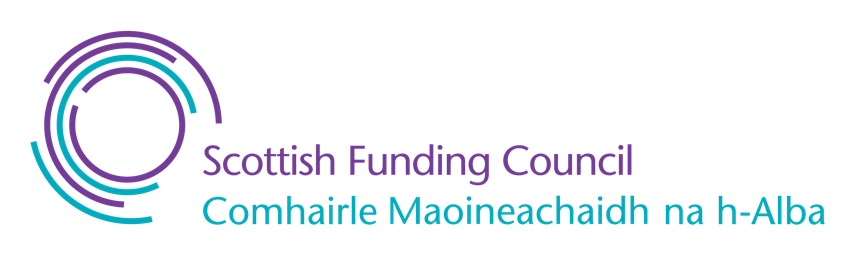 Scottish Funding Council
Comhairle Maoineachaidh na h-Alba